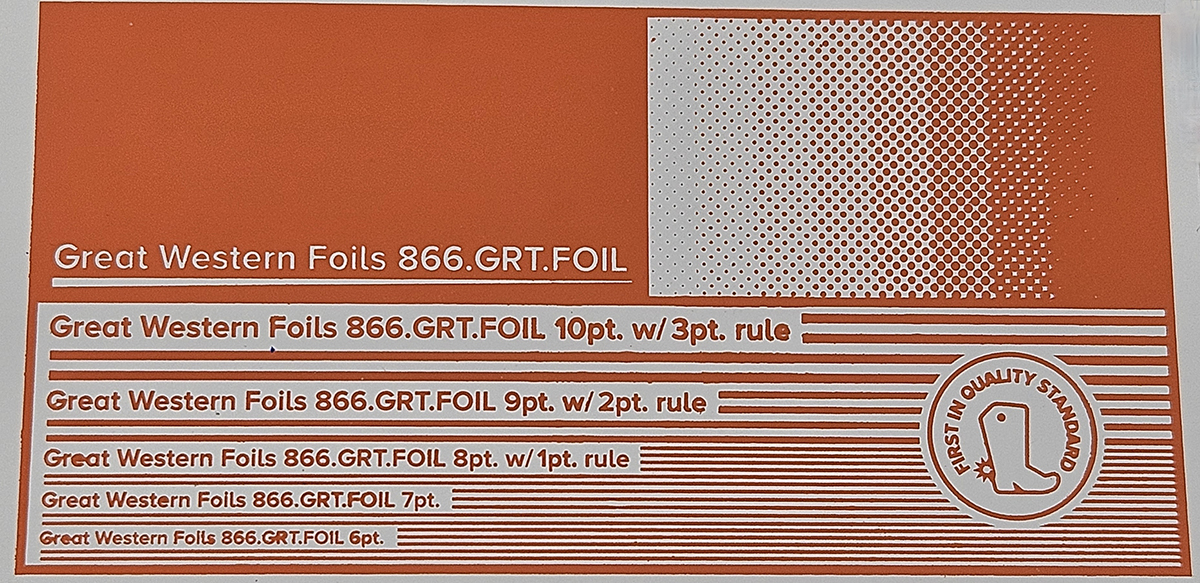 Great Western Foils 866.GRT.FOIL
Great Western Foils 866.GRT.FOIL 10pt. w/ 3pt. rule
Great Western Foils 866.GRT.FOIL 9pt. w/ 2pt. rule
Great Western Foils 866.GRT.FOIL 8pt. w/ 1pt. rule
Great Western Foils 866.GRT.FOIL 7pt.
Great Western Foils 866.GRT.FOIL 6pt.
FIRST IN QUALITY STANDARD